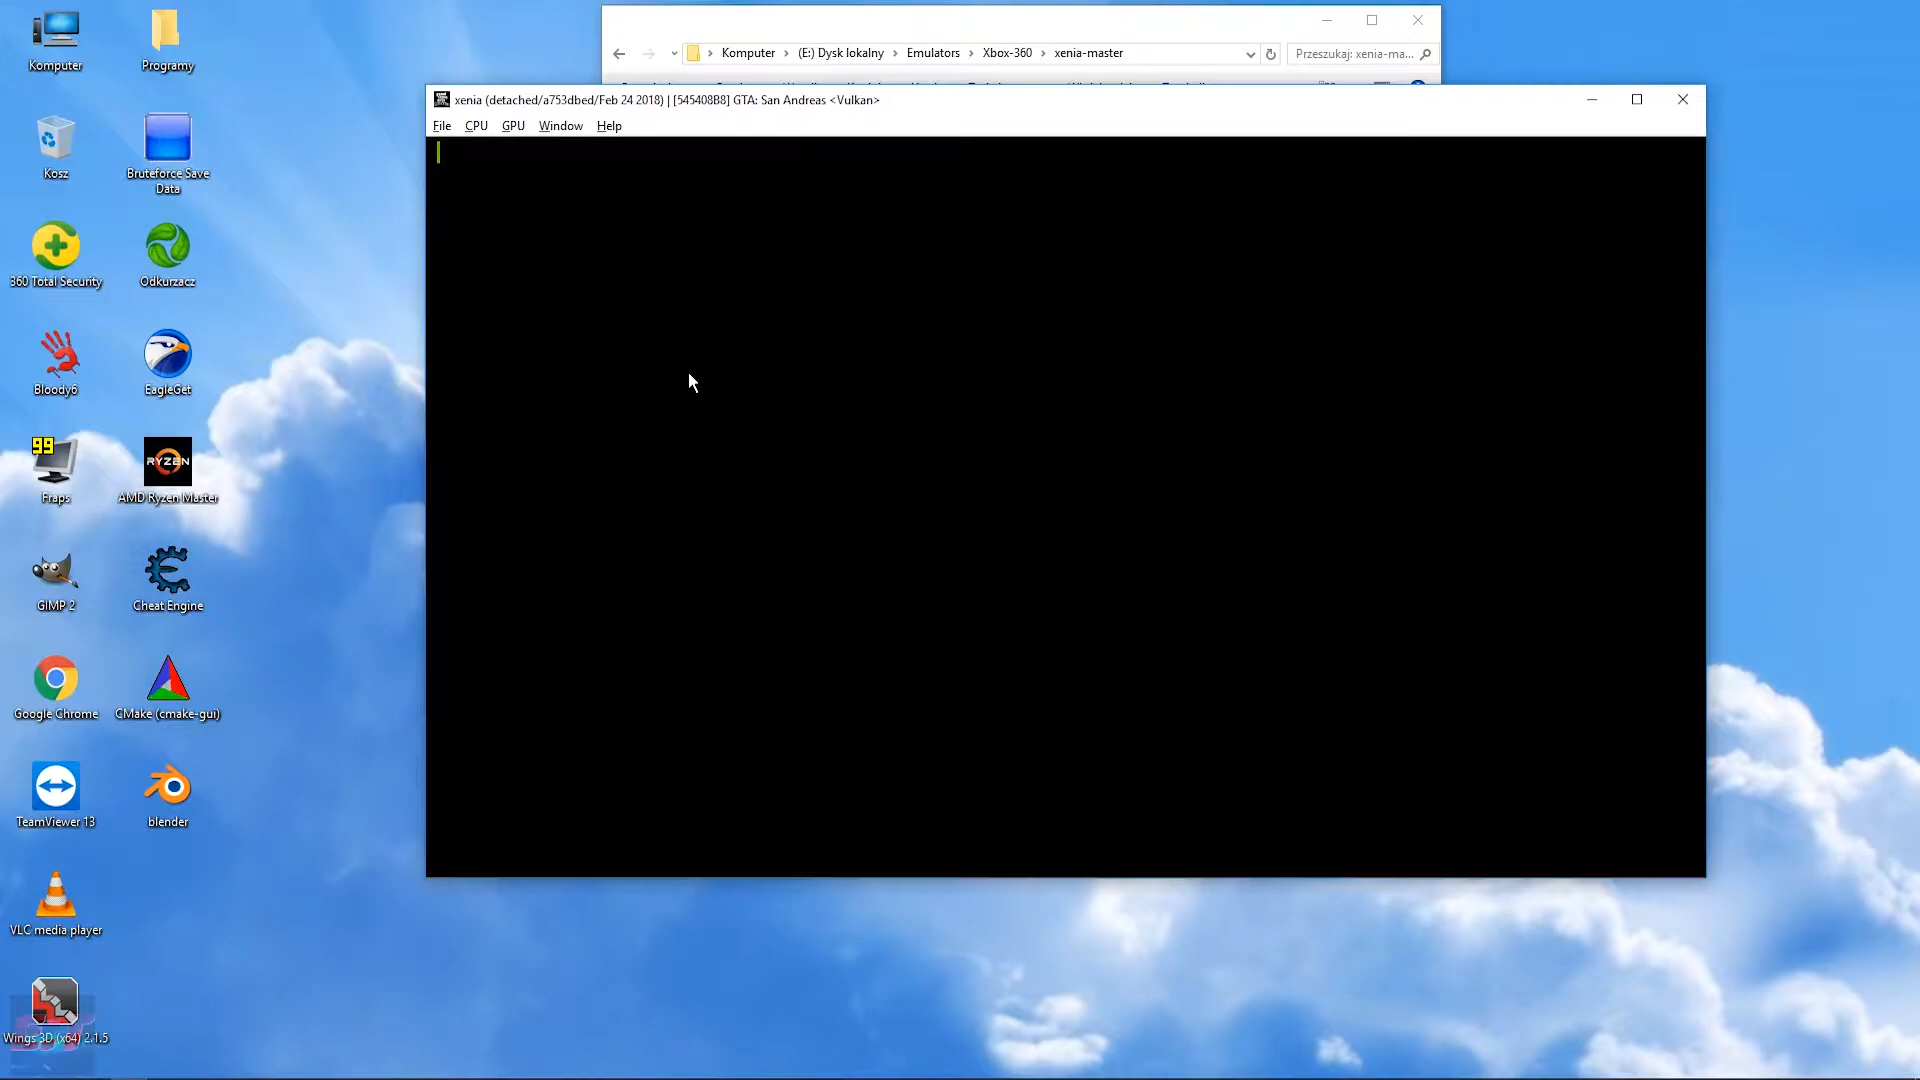 Komputer
Programy
Kosz
Bruteforce Save
Data
360 Total Security
Odkurzacz
Bloody6
EagleGet
99
Fraps
RYZEN
AMD Ryzen Master
GIMP 2
Cheat Engine
Google Chrome
CMake (cmake-gui)
TeamViewer 13
blender
VLC media player
Wings 3D (x64) 2.1.5
Komputer > (E:) Dysk lokalny > Emulators > Xbox-360 > xenia-master
Przeszukaj: xenia-ma...
xenia (detached/a753dbed/Feb 24 2018) | [545408B8] GTA: San Andreas <Vulkan>
File CPU GPU Window Help